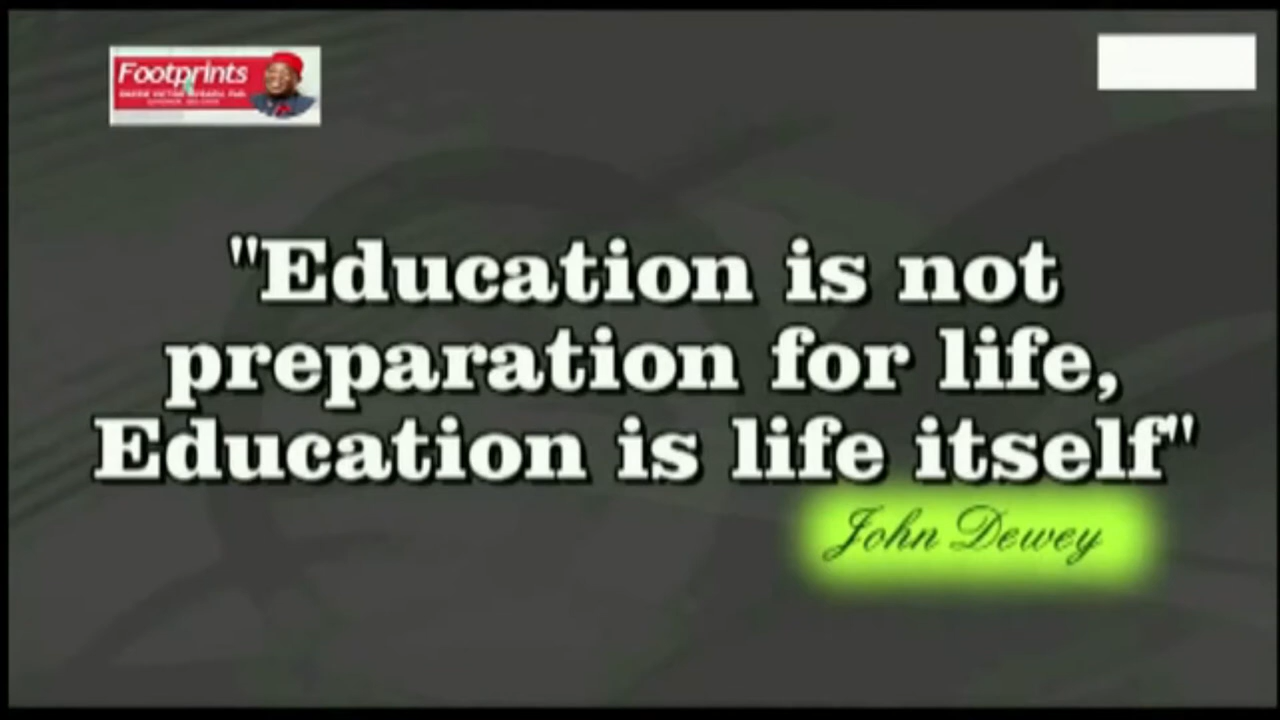 Footprints
"Education is not
preparation for life,
Education is life itself"
John Dewey